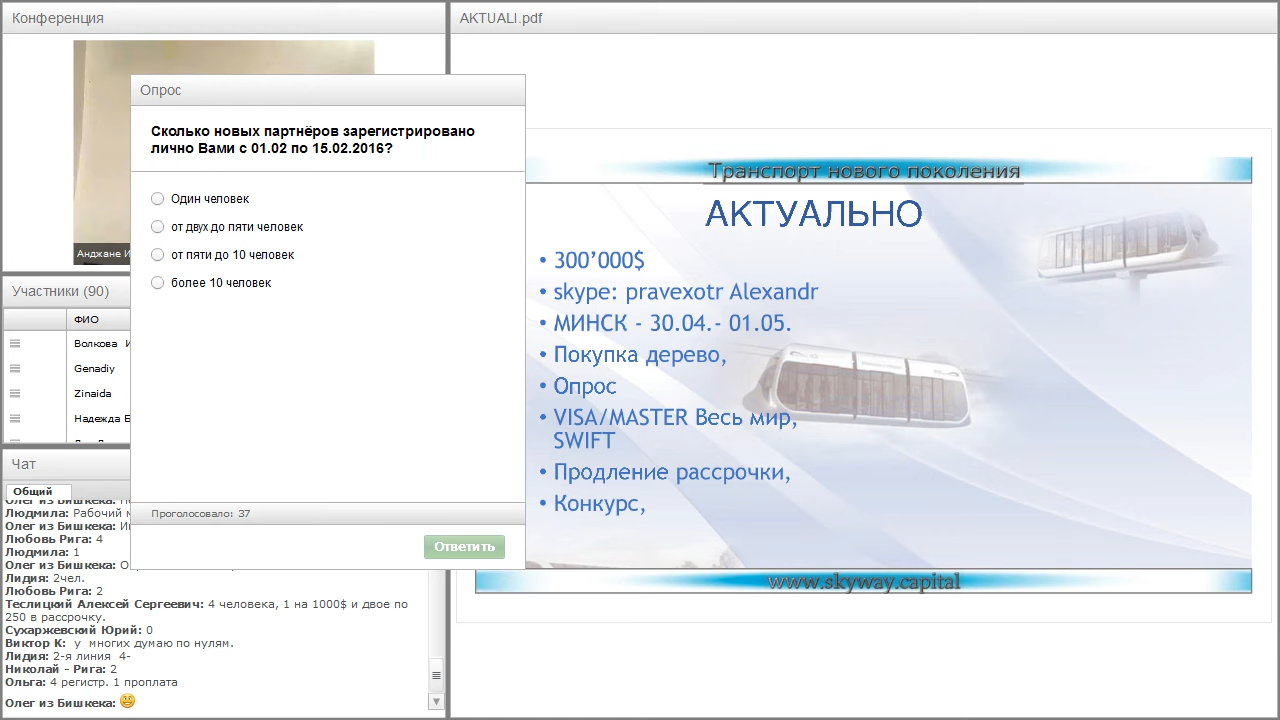 Конференция
Анджане И
Опрос
Сколько новых партнёров зарегистрировано
лично Вами с 01.02 по 15.02.2016?
Один человек
от двух до пяти человек
от пяти до 10 человек
более 10 человек
Проголосовало: 37
Ответить
Участники (90)
ФИО
Волкова И
Genadiy
Zinaida
Надежда Е
Чат
Общий
Олег из Бишкека:
Людмила: Рабочий
Олег из Бишкека:
Любовь Рига: 4
Людмила: 1
Олег из Бишкека:
Лидия: 2чел.
Любовь Рига: 2
Теслицкий Алексей Сергеевич: 4 человека, 1 на 1000$ и двое по
250 в рассрочку.
Сухаржевский Юрий: 0
Виктор К: у многих думаю по нулям.
Лидия: 2-я линия 4-
Николай - Рига: 2
Ольга: 4 регистр. 1 проплата
Олег из Бишкека:
AKTUALI.pdf
Транспорт нового поколения
АКТУАЛЬНО
• 300’000$
• skype: pravexotr Alexandr
• МИНСК - 30.04.- 01.05.
• Покупка дерево,
• Опрос
• VISA/MASTER Весь мир,
SWIFT
• Продление рассрочки,
• Конкурс,
www.skyway.capital